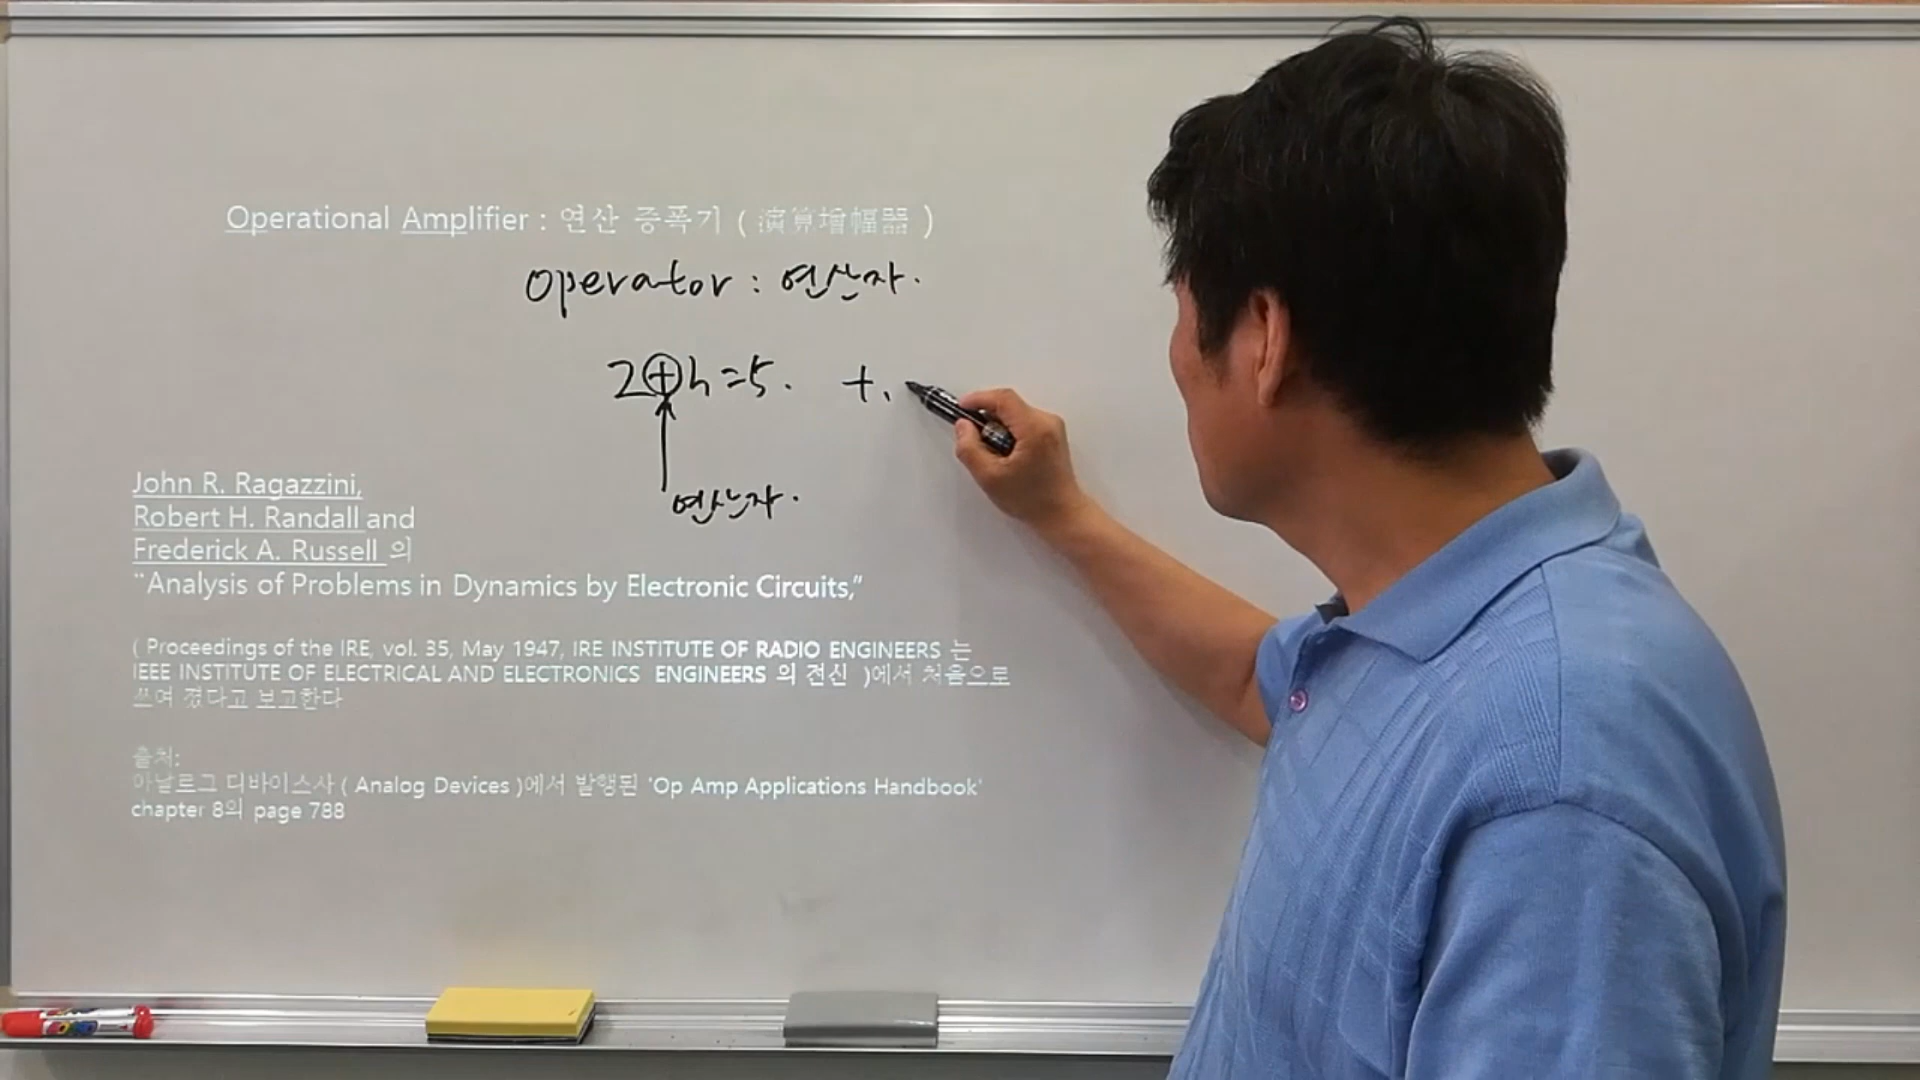 Operational Amplifier : 연산 증폭기 ( 演算增幅器 )
operator : 연산자.
2+h=5. +,
연산자.
John R. Ragazzini,
Robert H. Randall and
Frederick A. Russell 의
"Analysis of Problems in Dynamics by Electronic Circuits,"
( Proceedings of the IRE, vol. 35, May 1947, IRE INSTITUTE OF RADIO ENGINEERS 는
IEEE INSTITUTE OF ELECTRICAL AND ELECTRONICS ENGINEERS 의 전신 )에서 처음으로
쓰여 졌다고 보고한다
출처:
아날로그 디바이스사 ( Analog Devices )에서 발행된 'Op Amp Applications Handbook'
chapter 8의 page 788